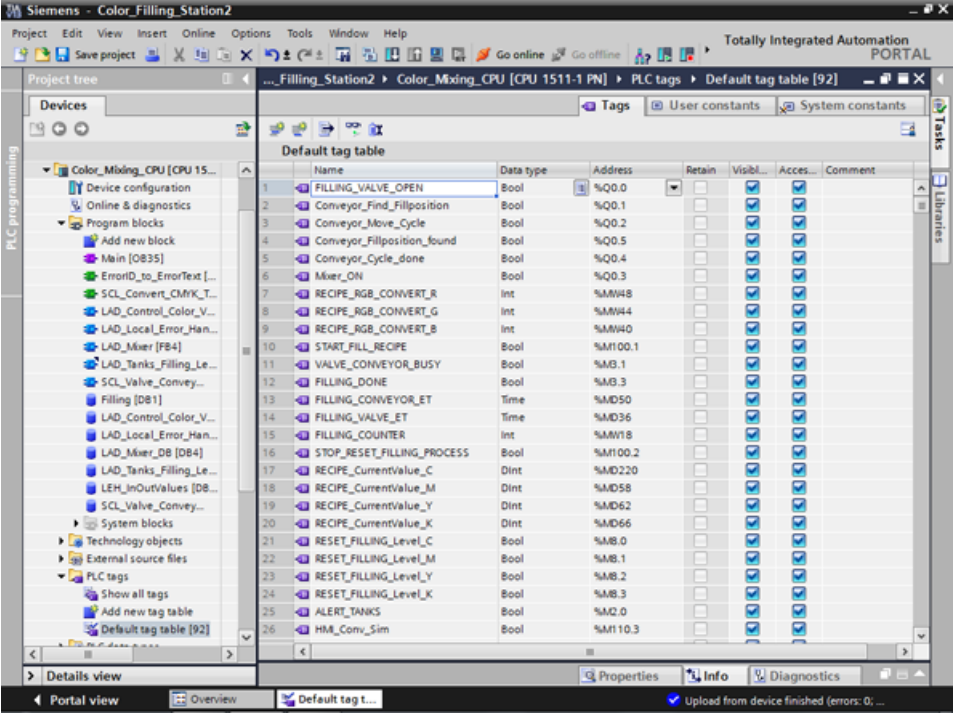 Siemens - Color_Filling_Station2
Project Edit View Insert Online Options Tools Window Help
Totally Integrated Automation
PORTAL
Save project Go online Go offline
Project tree
..._Filling_Station2 Color_Mixing_CPU [CPU 1511-1 PN] PLC tags Default tag table [92]
Devices
Tags User constants System constants
Default tag table
Name Data type Address Retain Visibl... Acces... Comment
1 FILLING_VALVE_OPEN Bool %Q0.0
2 Conveyor_Find_Fillposition Bool %Q0.1
3 Conveyor_Move_Cycle Bool %Q0.2
4 Conveyor_Fillposition_found Bool %Q0.5
5 Conveyor_Cycle_done Bool %Q0.4
6 Mixer_ON Bool %Q0.3
7 RECIPE_RGB_CONVERT_R Int %MW48
8 RECIPE_RGB_CONVERT_G Int %MW44
9 RECIPE_RGB_CONVERT_B Int %MW40
10 START_FILL_RECIPE Bool %M100.1
11 VALVE_CONVEYOR_BUSY Bool %M3.1
12 FILLING_DONE Bool %M3.3
13 FILLING_CONVEYOR_ET Time %MD50
14 FILLING_VALVE_ET Time %MD36
15 FILLING_COUNTER Int %MW18
16 STOP_RESET_FILLING_PROCESS Bool %M100.2
17 RECIPE_CurrentValue_C DInt %MD220
18 RECIPE_CurrentValue_M DInt %MD58
19 RECIPE_CurrentValue_Y DInt %MD62
20 RECIPE_CurrentValue_K DInt %MD66
21 RESET_FILLING_Level_C Bool %M8.0
22 RESET_FILLING_Level_M Bool %M8.1
23 RESET_FILLING_Level_Y Bool %M8.2
24 RESET_FILLING_Level_K Bool %M8.3
25 ALERT_TANKS Bool %M2.0
26 HMI_Conv_Sim Bool %M110.3
Color_Mixing_CPU [CPU 15...
Device configuration
Online & diagnostics
Program blocks
Add new block
Main [OB35]
ErrorID_to_ErrorText [...
SCL_Convert_CMYK_T...
LAD_Control_Color_V...
LAD_Local_Error_Han...
LAD_Mixer [FB4]
LAD_Tanks_Filling_Le...
SCL_Valve_Convey...
Filling [DB1]
LAD_Control_Color_V...
LAD_Local_Error_Han...
LAD_Mixer_DB [DB4]
LAD_Tanks_Filling_Le...
LEH_InOutValues [DB...
SCL_Valve_Convey...
System blocks
Technology objects
External source files
PLC tags
Show all tags
Add new tag table
Default tag table [92]
PLC programming
Tasks
Libraries
Details view
Properties Info Diagnostics
Portal view Overview Default tag t... Upload from device finished (errors: 0; ...